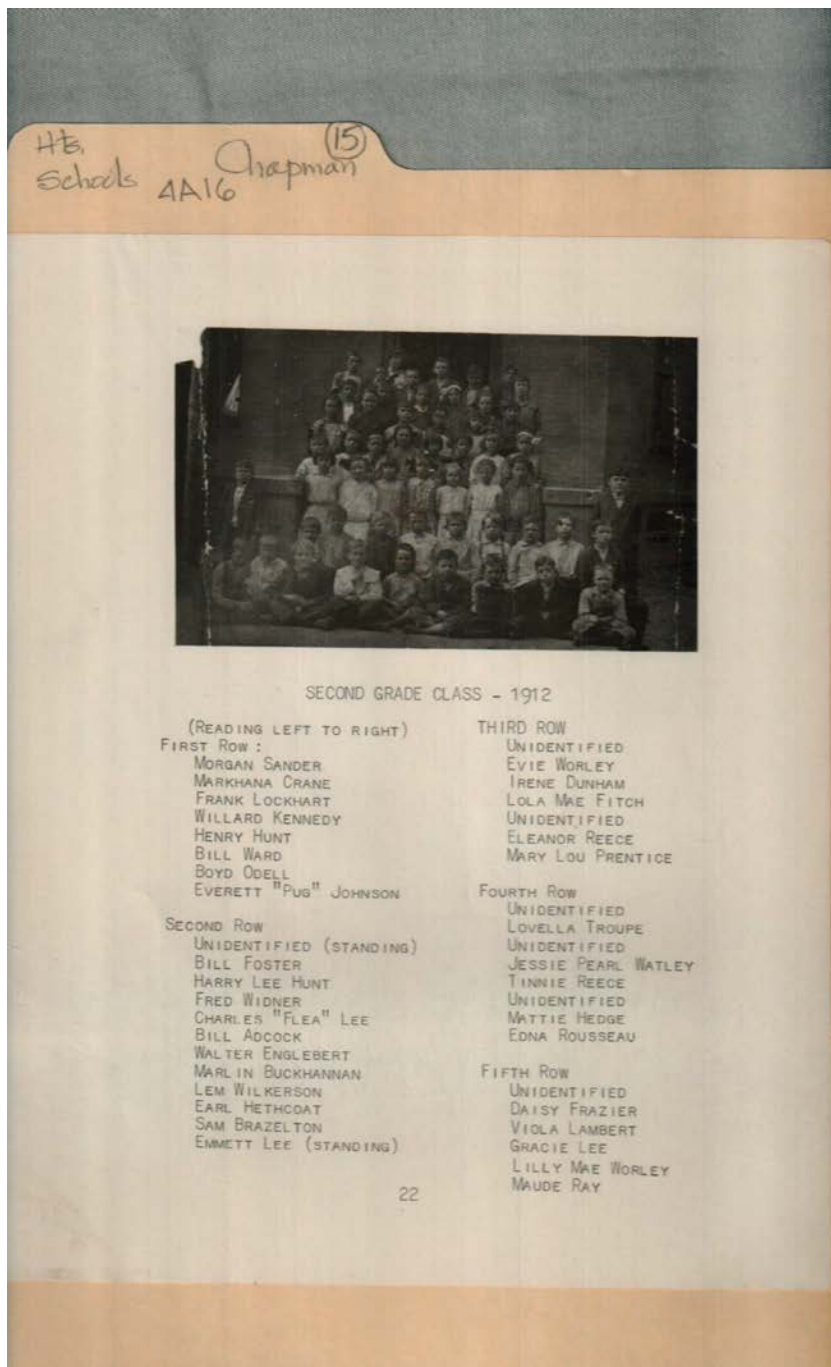 Hts.
Schools 4A16 Chapman 15
SECOND GRADE CLASS - 1912
(READING LEFT TO RIGHT)
FIRST ROW :
MORGAN SANDER
MARKHANA CRANE
FRANK LOCKHART
WILLARD KENNEDY
HENRY HUNT
BILL WARD
BOYD ODELL
EVERETT "PUG" JOHNSON
SECOND ROW
UNIDENTIFIED (STANDING)
BILL FOSTER
HARRY LEE HUNT
FRED WIDNER
CHARLES "FLEA" LEE
BILL ADCOCK
WALTER ENGLEBERT
MARLIN BUCKHANNAN
LEM WILKERSON
EARL HETHCOAT
SAM BRAZELTON
EMMETT LEE (STANDING)
THIRD ROW
UNIDENTIFIED
EVIE WORLEY
IRENE DUNHAM
LOLA MAE FITCH
UNIDENTIFIED
ELEANOR REECE
MARY LOU PRENTICE
FOURTH ROW
UNIDENTIFIED
LOVELLA TROUPE
UNIDENTIFIED
JESSIE PEARL WATLEY
TINNIE REECE
UNIDENTIFIED
MATTIE HEDGE
EDNA ROUSSEAU
FIFTH ROW
UNIDENTIFIED
DAISY FRAZIER
VIOLA LAMBERT
GRACIE LEE
LILLY MAE WORLEY
MAUDE RAY
22